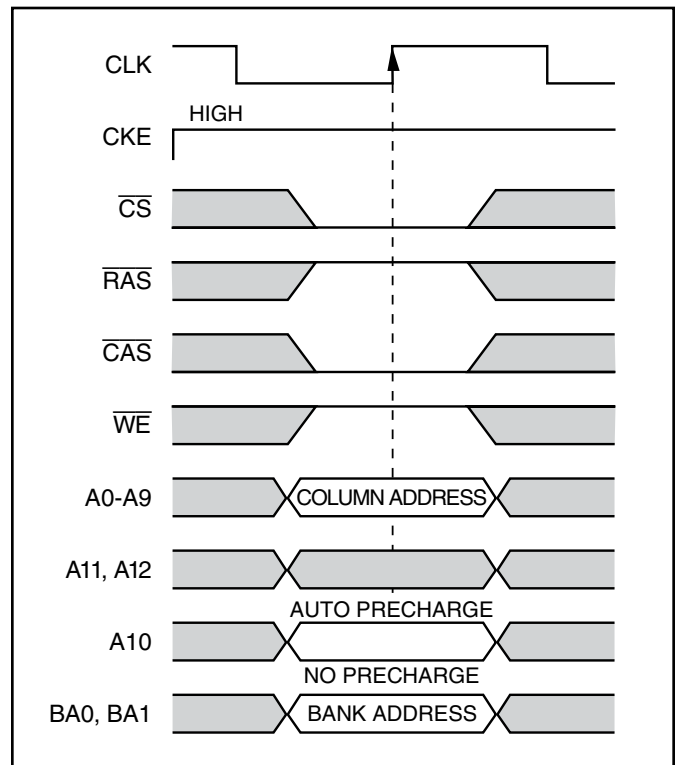 CLK
HIGH
CKE
CS
RAS
CAS
WE
A0-A9 COLUMN ADDRESS
A11, A12
AUTO PRECHARGE
A10
NO PRECHARGE
BA0, BA1 BANK ADDRESS